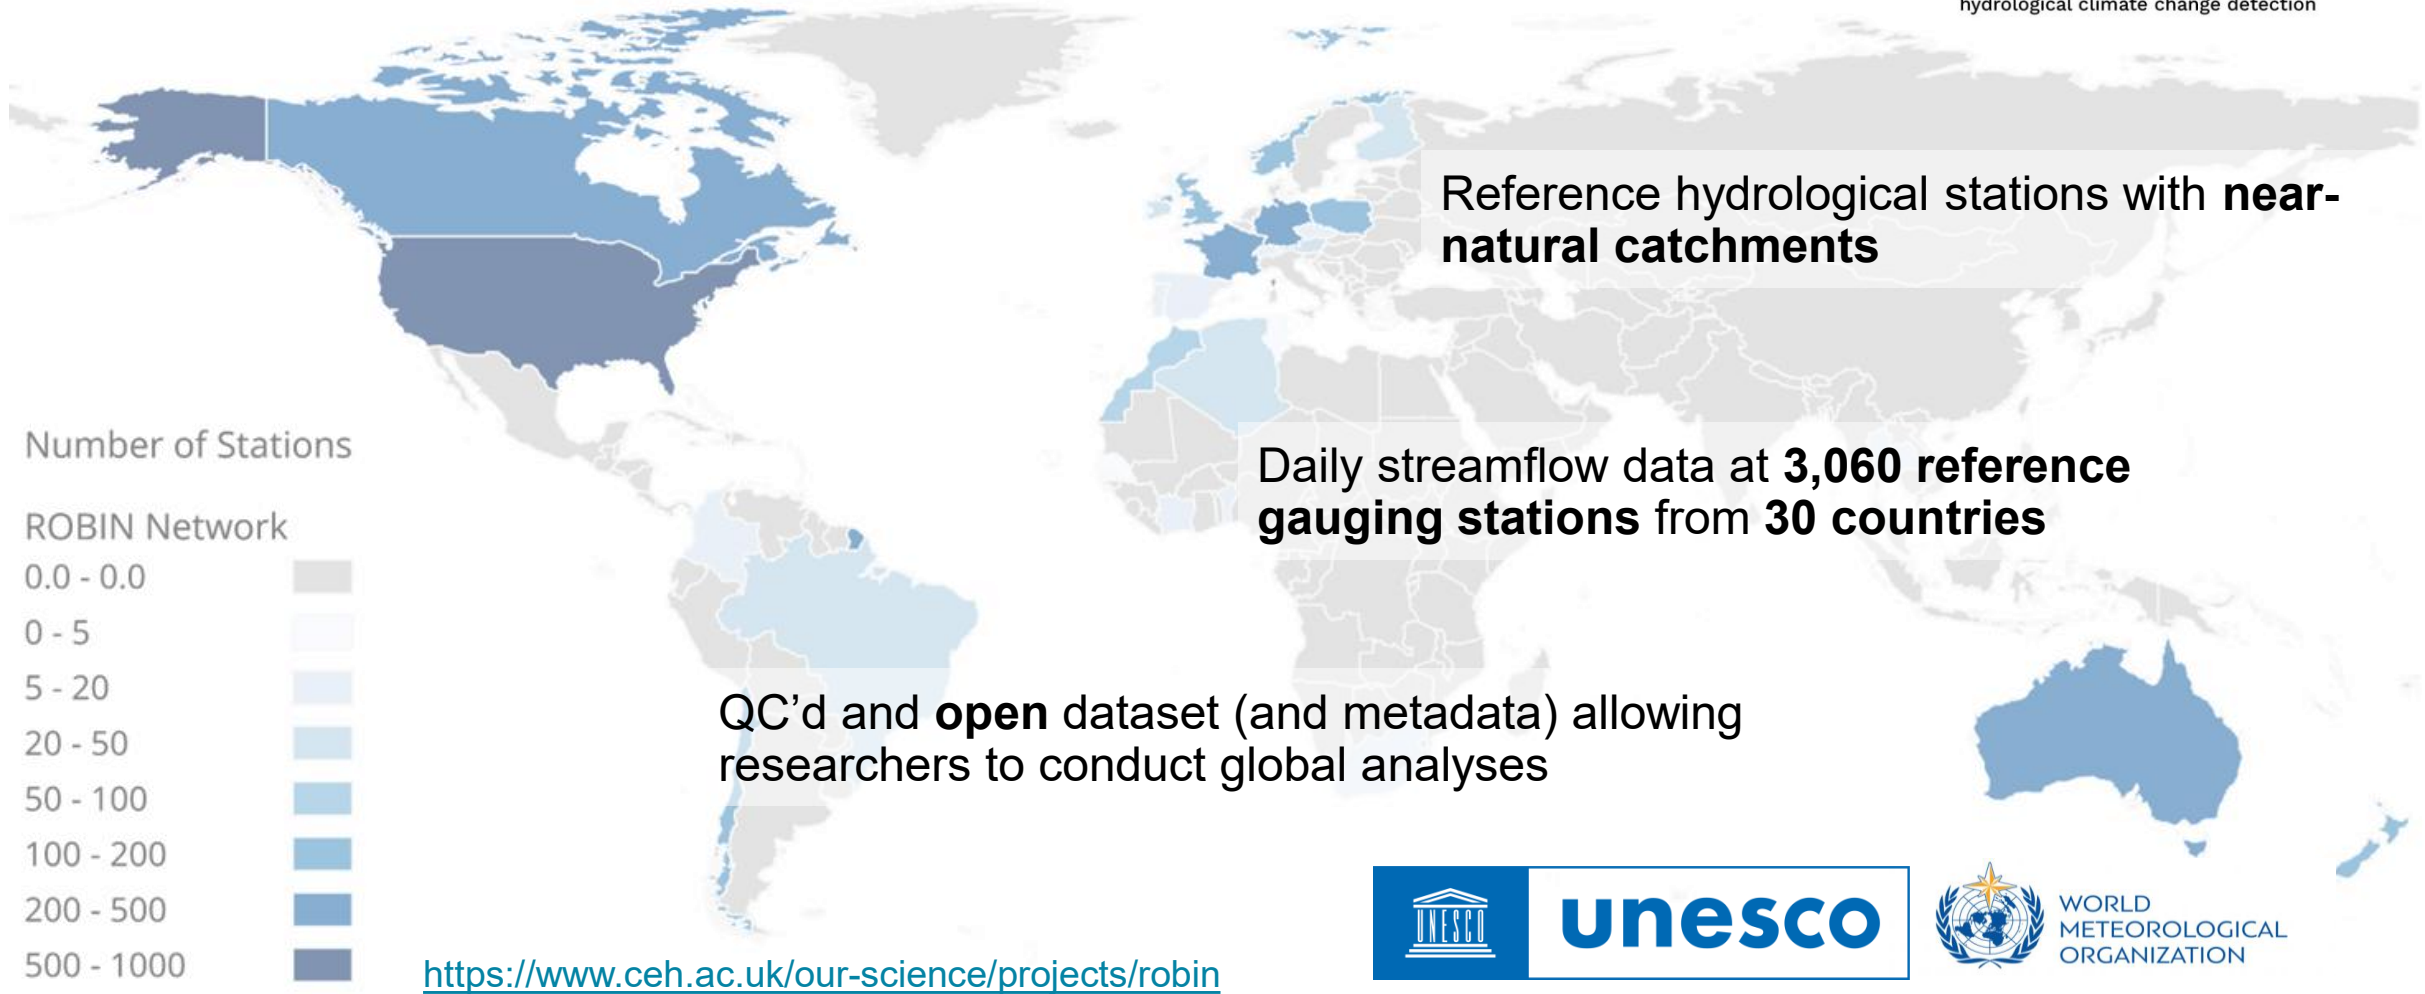 hydrological climate change detection
Reference hydrological stations with near-
natural catchments
Daily streamflow data at 3,060 reference
gauging stations from 30 countries
QC’d and open dataset (and metadata) allowing
researchers to conduct global analyses
Number of Stations
ROBIN Network
0.0 - 0.0
0 - 5
5 - 20
20 - 50
50 - 100
100 - 200
200 - 500
500 - 1000
https://www.ceh.ac.uk/our-science/projects/robin
UNESCO
unesco
WORLD
METEOROLOGICAL
ORGANIZATION